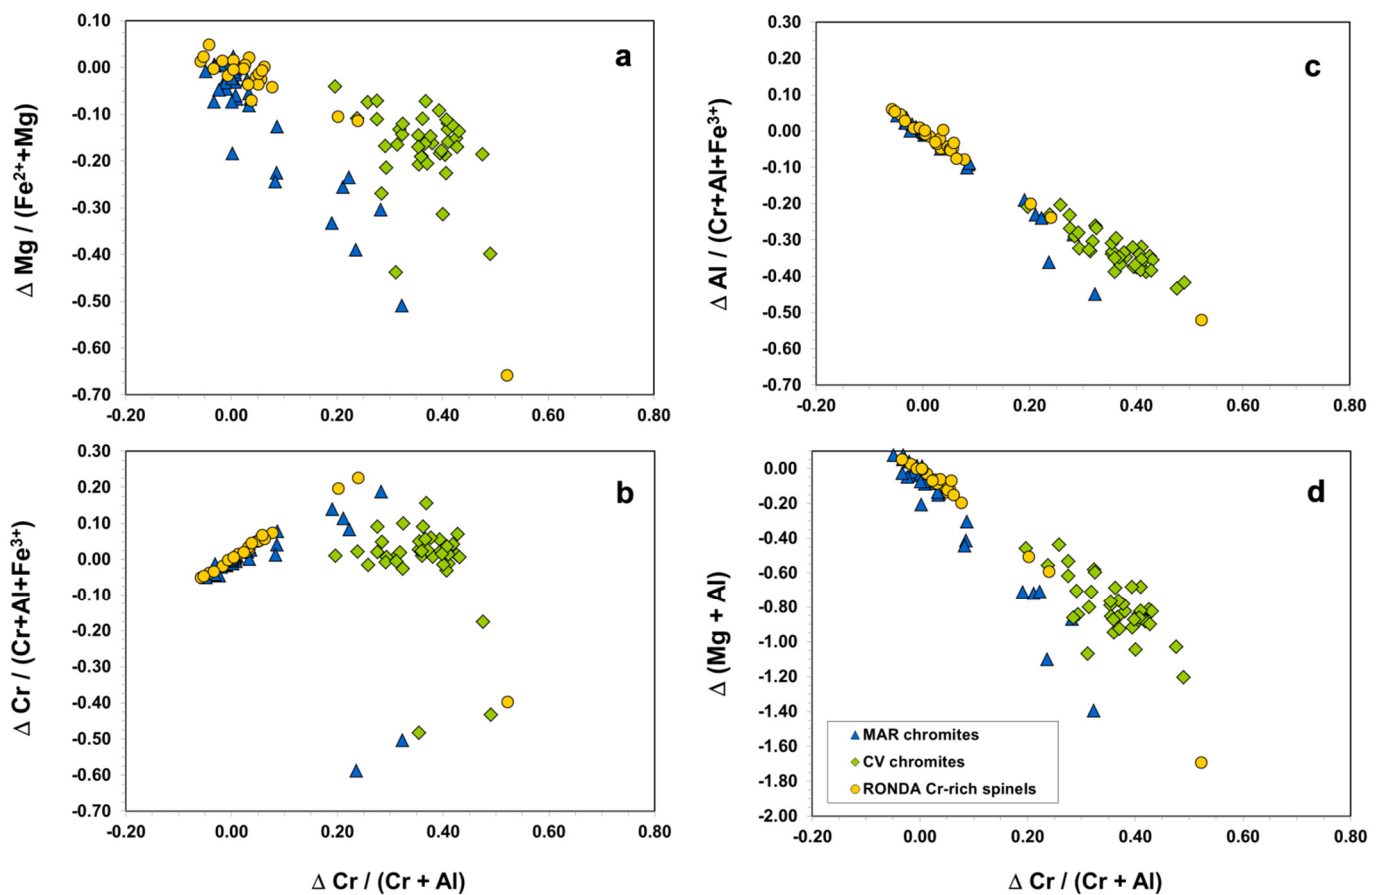 a
Δ Mg / (Fe2++Mg)
0.10
0.00
-0.10
-0.20
-0.30
-0.40
-0.50
-0.60
-0.70
-0.20 0.00 0.20 0.40 0.60 0.80
c
Δ Al / (Cr+Al+Fe3+)
0.30
0.20
0.10
0.00
-0.10
-0.20
-0.30
-0.40
-0.50
-0.60
-0.70
-0.20 0.00 0.20 0.40 0.60 0.80
b
Δ Cr / (Cr+Al+Fe3+)
0.30
0.20
0.10
0.00
-0.10
-0.20
-0.30
-0.40
-0.50
-0.60
-0.70
-0.20 0.00 0.20 0.40 0.60 0.80
Δ Cr / (Cr + Al)
d
Δ (Mg + Al)
0.00
-0.20
-0.40
-0.60
-0.80
-1.00
-1.20
-1.40
-1.60
-1.80
-2.00
MAR chromites
CV chromites
RONDA Cr-rich spinels
-0.20 0.00 0.20 0.40 0.60 0.80
Δ Cr / (Cr + Al)